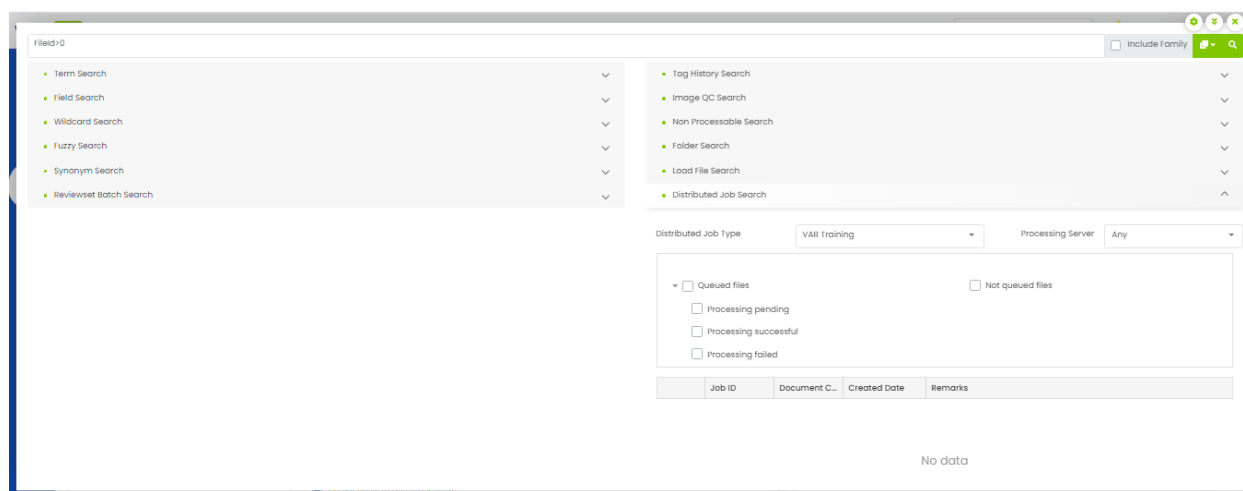 FileId>0
Include Family
Term Search
Field Search
Wildcard Search
Fuzzy Search
Synonym Search
Reviewset Batch Search
Tag History Search
Image QC Search
Non Processable Search
Folder Search
Load File Search
Distributed Job Search
Distributed Job Type VAR Training Processing Server Any
Queued files Not queued files
Processing pending
Processing successful
Processing failed
Job ID Document C... Created Date Remarks
No data